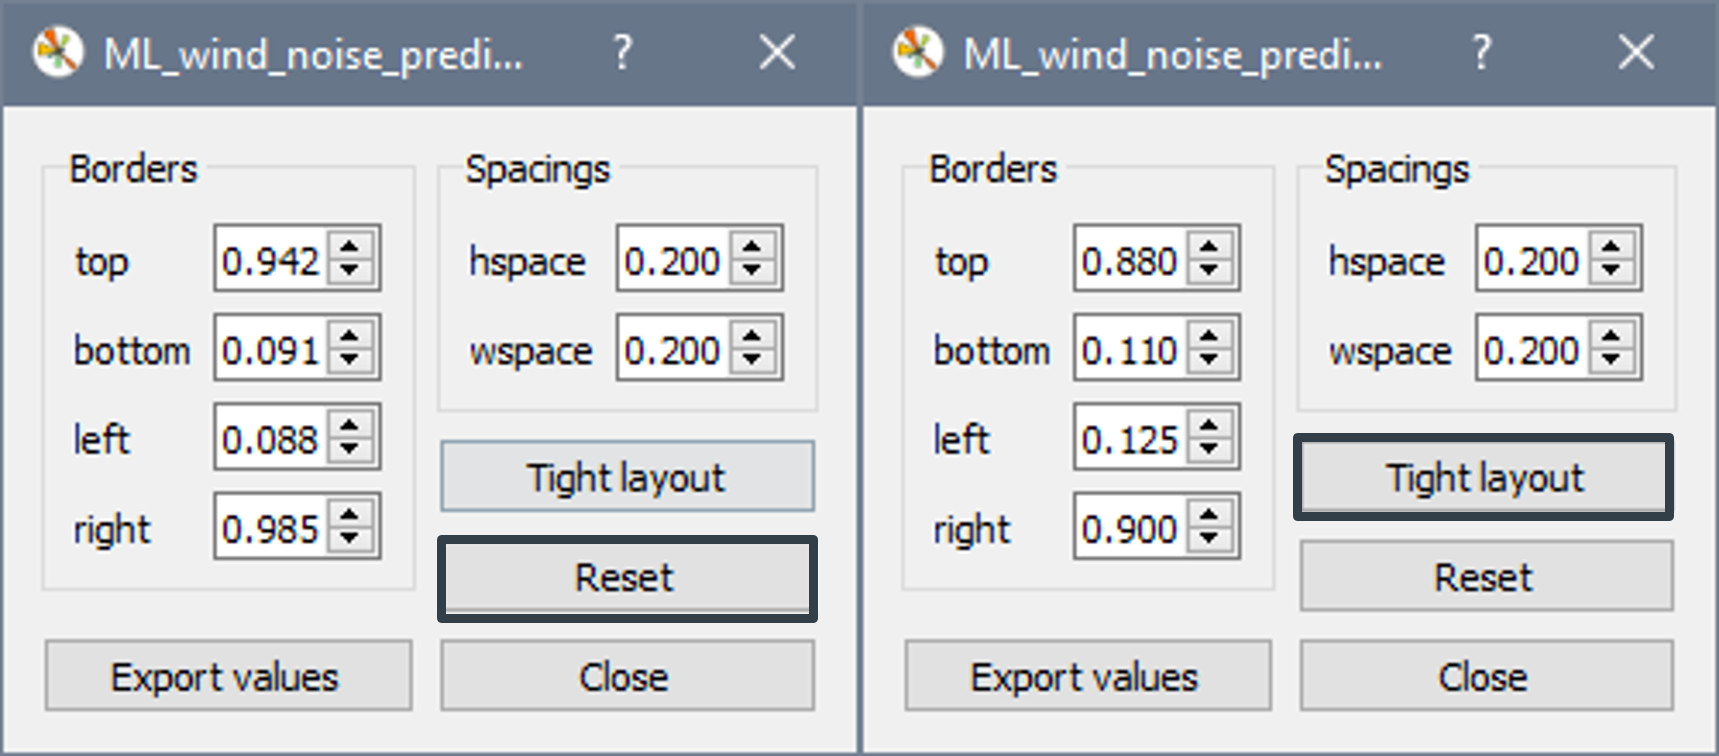 ML_wind_noise_predi... ?
Borders
top 0.942
bottom 0.091
left 0.088
right 0.985
Spacings
hspace 0.200
wspace 0.200
Tight layout
Reset
Export values
Close
ML_wind_noise_predi... ?
Borders
top 0.880
bottom 0.110
left 0.125
right 0.900
Spacings
hspace 0.200
wspace 0.200
Tight layout
Reset
Export values
Close